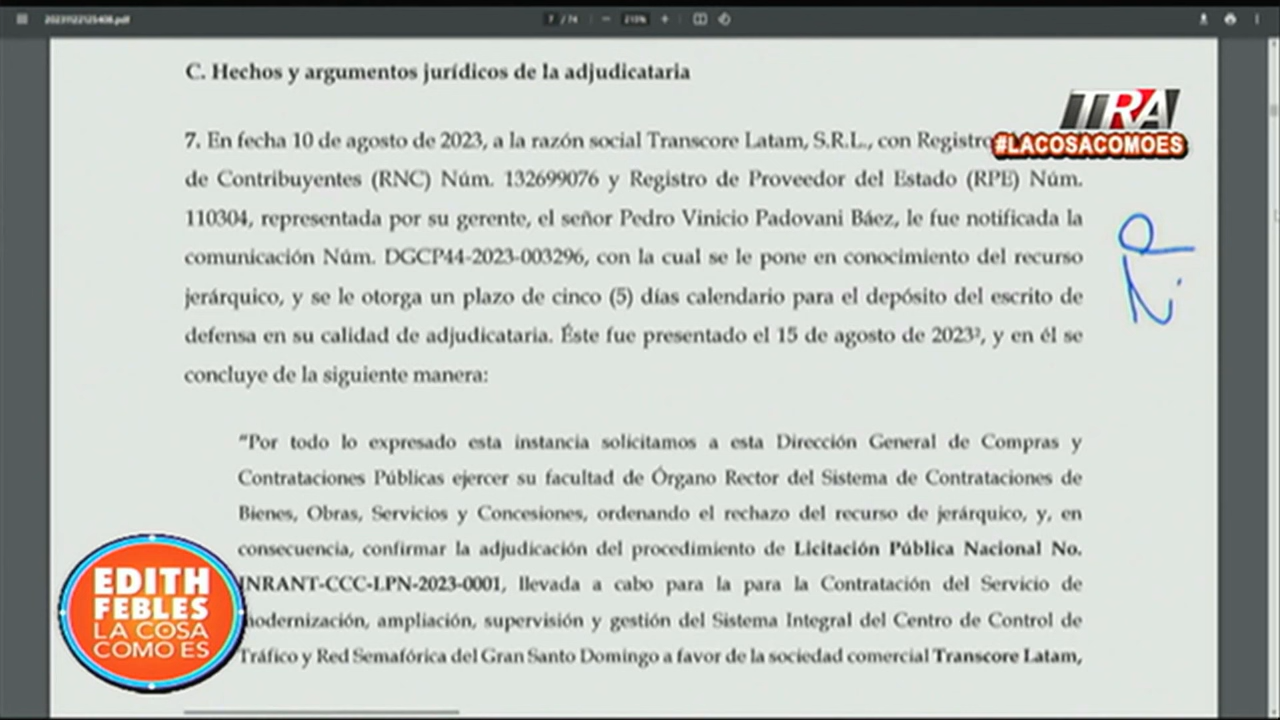 20231122125408.pdf
7 / 74
210%
C. Hechos y argumentos jurídicos de la adjudicataria
TRA
#LACOSACOMOES
7. En fecha 10 de agosto de 2023, a la razón social Transcore Latam, S.R.L., con Registro
de Contribuyentes (RNC) Núm. 132699076 y Registro de Proveedor del Estado (RPE) Núm.
110304, representada por su gerente, el señor Pedro Vinicio Padovani Báez, le fue notificada la
comunicación Núm. DGCP44-2023-003296, con la cual se le pone en conocimiento del recurso
jerárquico, y se le otorga un plazo de cinco (5) días calendario para el depósito del escrito de
defensa en su calidad de adjudicataria. Éste fue presentado el 15 de agosto de 2023², y en él se
concluye de la siguiente manera:
"Por todo lo expresado esta instancia solicitamos a esta Dirección General de Compras y
Contrataciones Públicas ejercer su facultad de Órgano Rector del Sistema de Contrataciones de
Bienes, Obras, Servicios y Concesiones, ordenando el rechazo del recurso de jerárquico, y, en
consecuencia, confirmar la adjudicación del procedimiento de Licitación Pública Nacional No.
INRANT-CCC-LPN-2023-0001, llevada a cabo para la para la Contratación del Servicio de
modernización, ampliación, supervisión y gestión del Sistema Integral del Centro de Control de
Tráfico y Red Semafórica del Gran Santo Domingo a favor de la sociedad comercial Transcore Latam,
EDITH
FEBLES
LA COSA
COMO ES